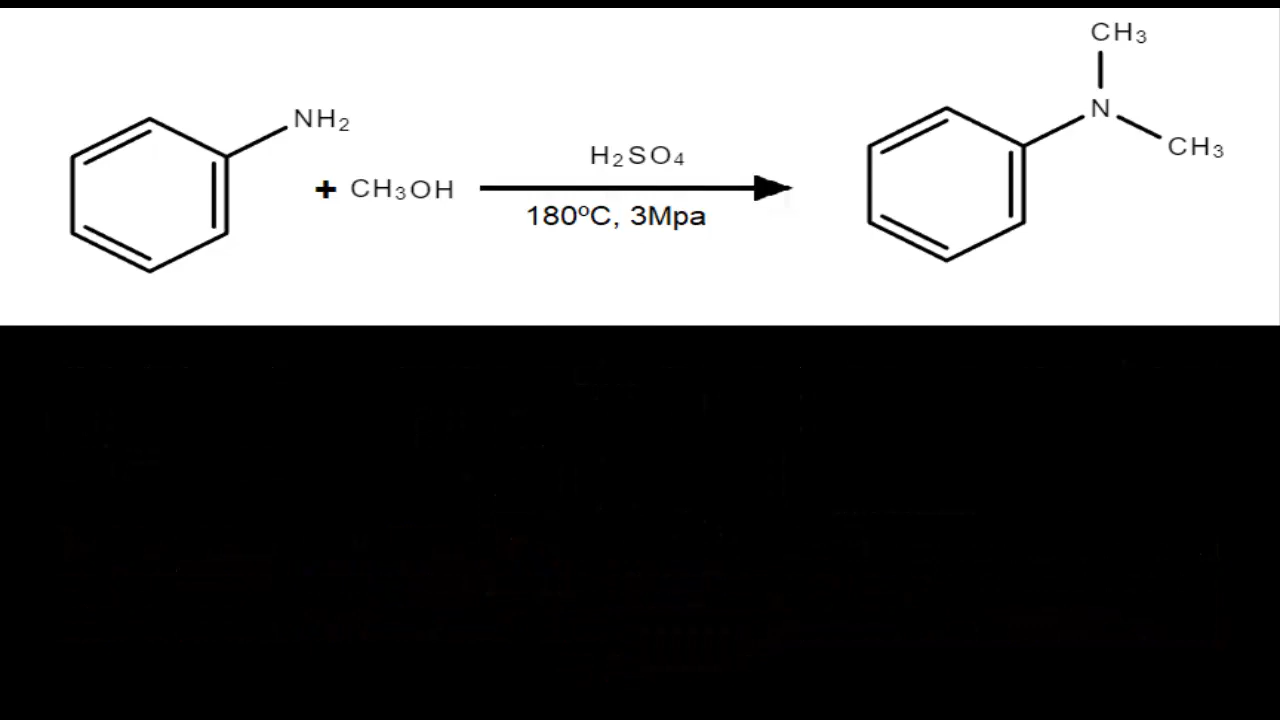 CH₃
NH₂
N
H₂SO₄
CH₃
+ CH₃OH
180ºC, 3Mpa